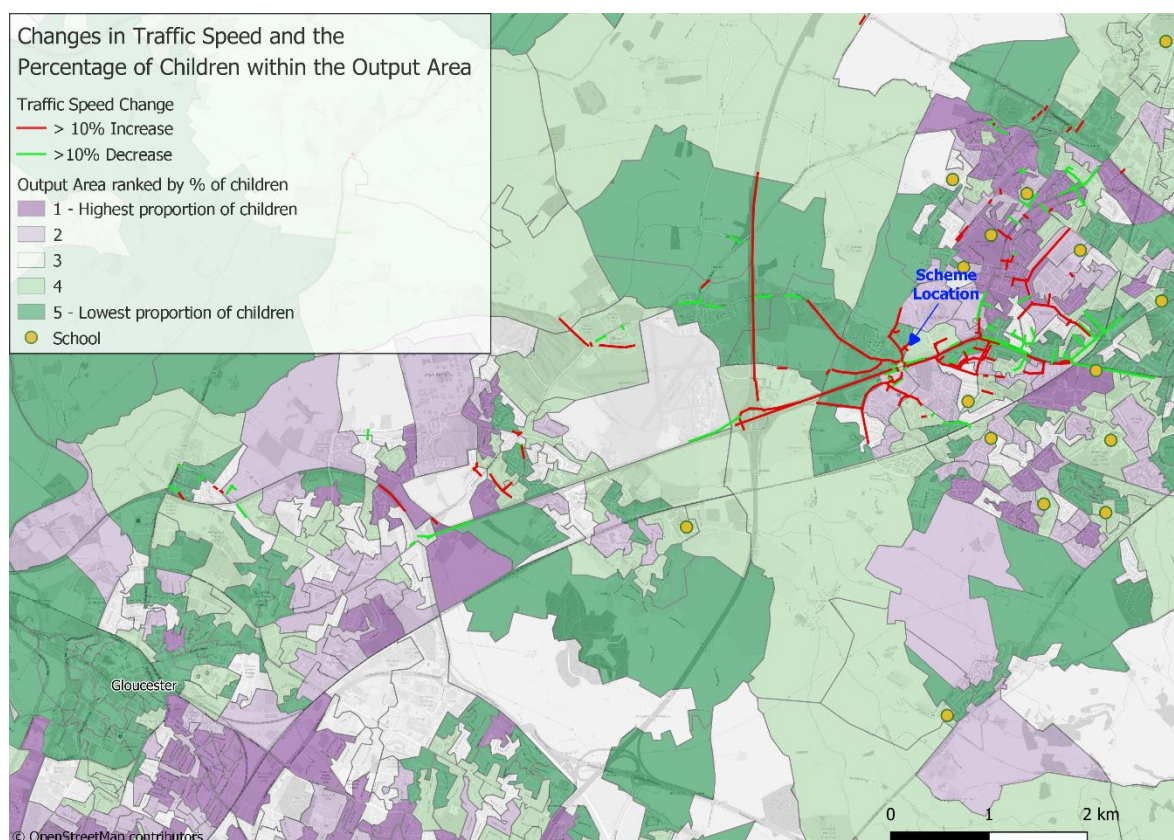 Changes in Traffic Speed and the
Percentage of Children within the Output Area
Traffic Speed Change
> 10% Increase
>10% Decrease
Output Area ranked by % of children
1 - Highest proportion of children
2
3
4
5 - Lowest proportion of children
School
Scheme
Location
Gloucester
0 1 2 km
© OpenStreetMap contributors